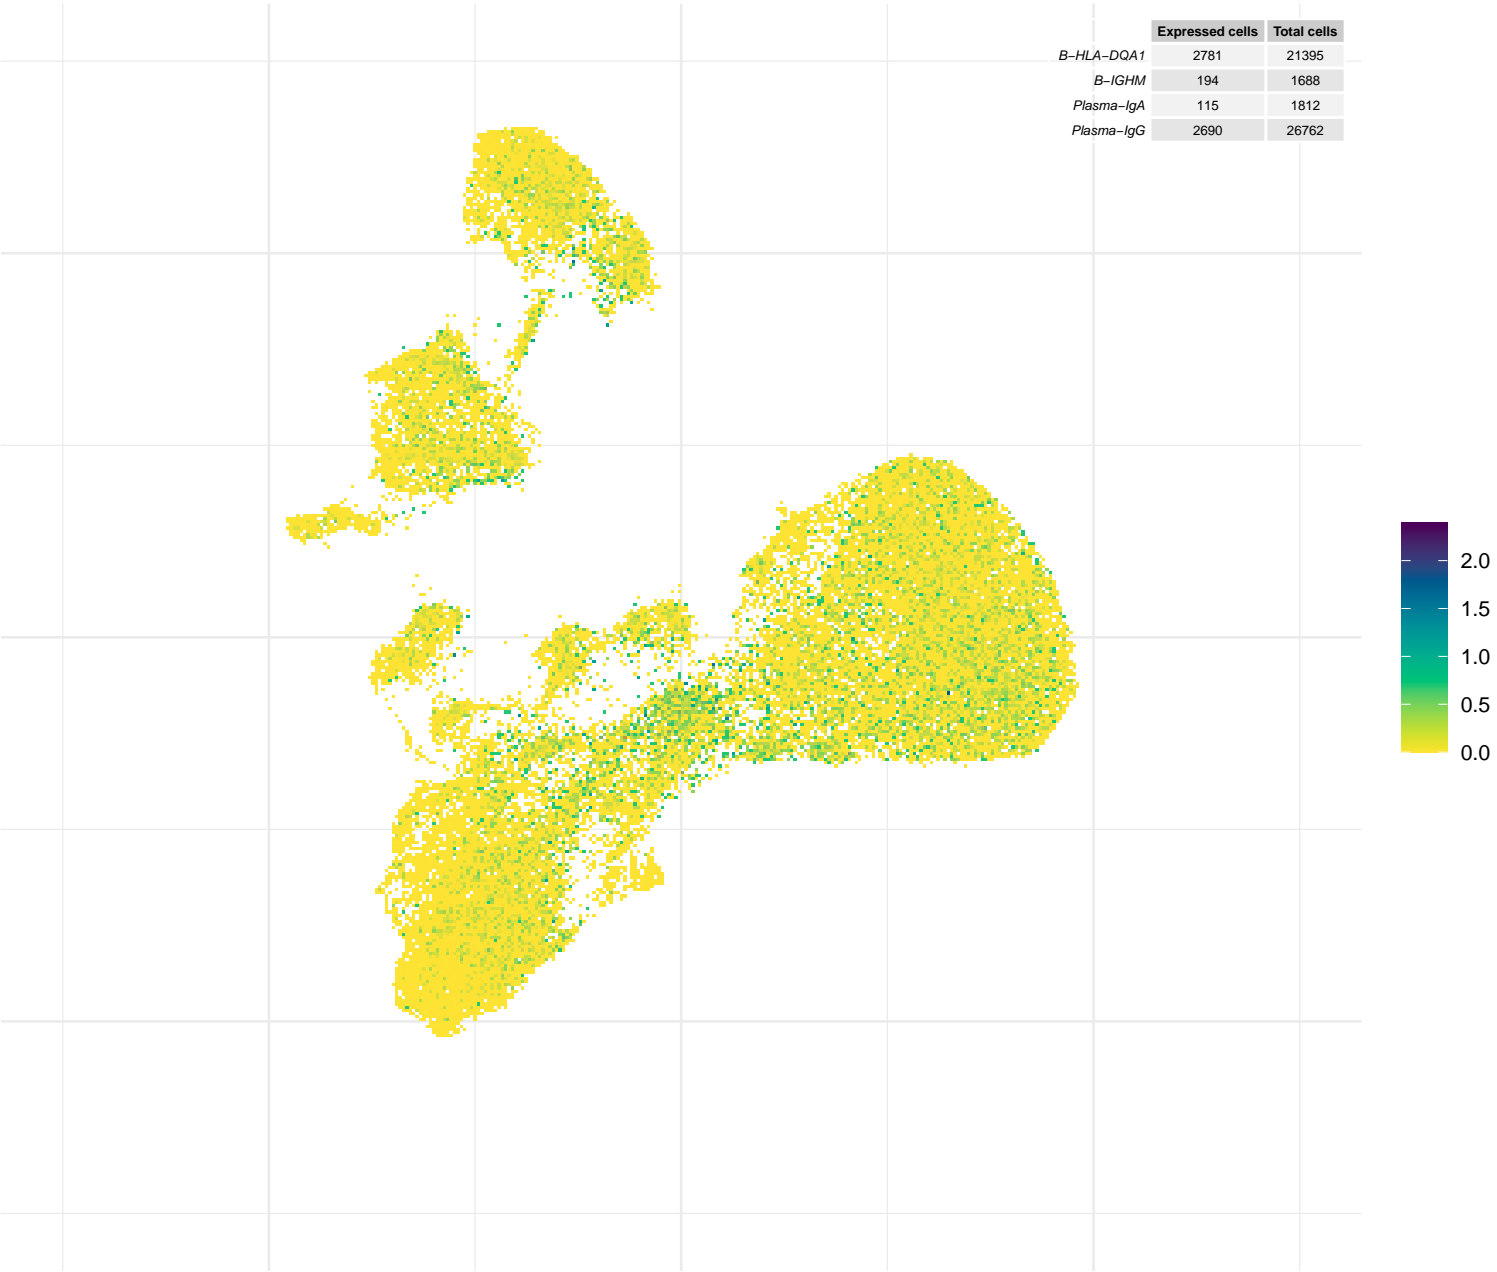 Expressed cells Total cells
B−HLA−DQA1 2781 21395
B−IGHM 194 1688
Plasma−IgA 115 1812
Plasma−IgG 2690 26762
2.0
1.5
1.0
0.5
0.0